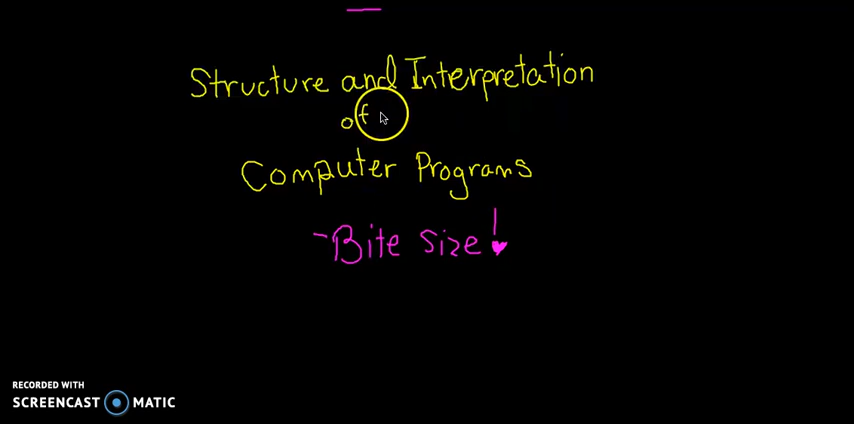 Structure and Interpretation
of
Computer Programs
-Bite Size!
RECORDED WITH
SCREENCAST MATIC